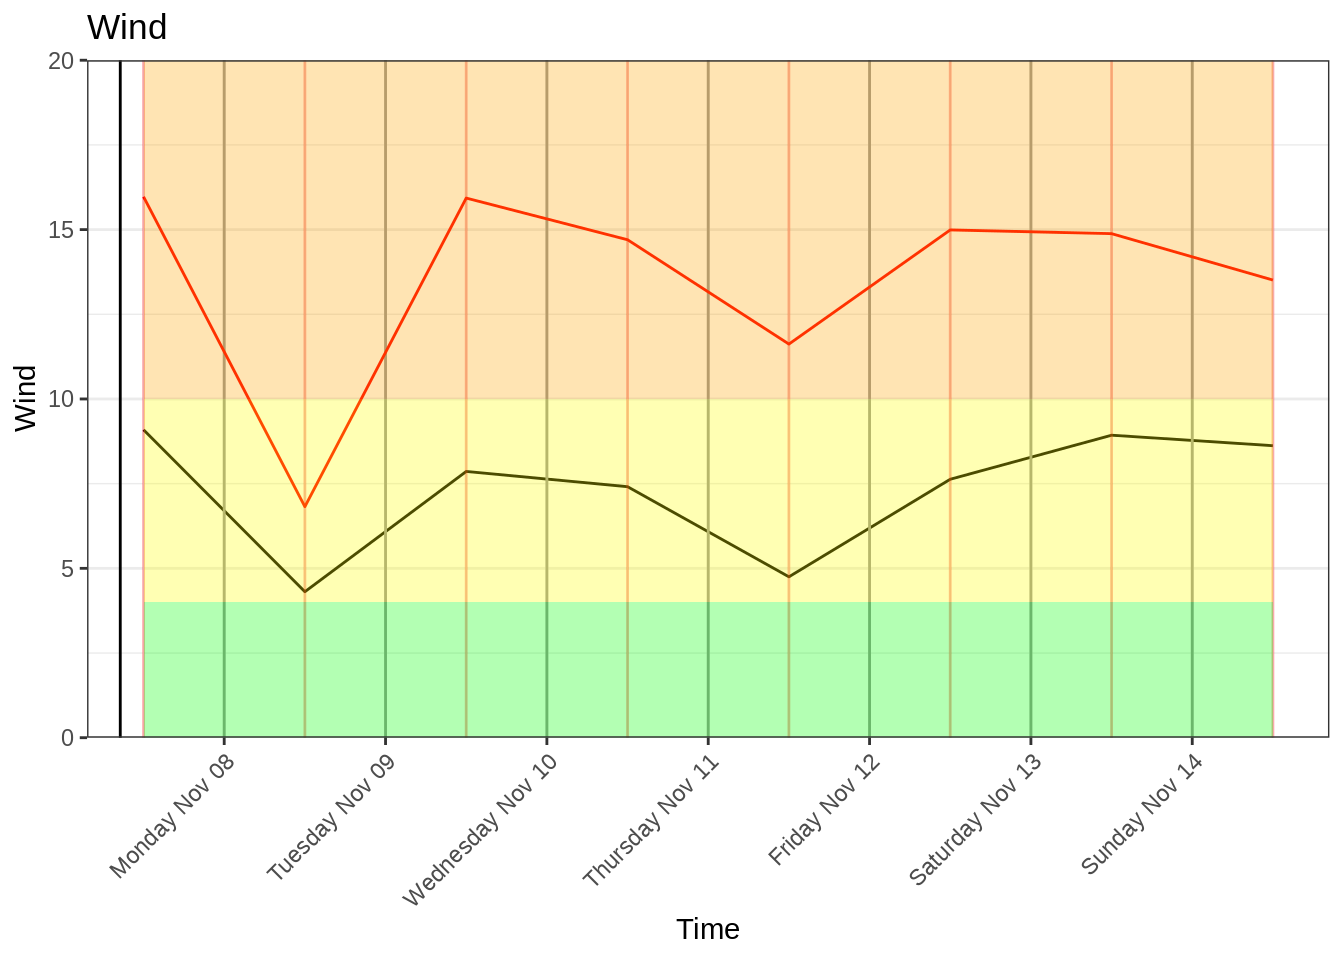 Wind
20
15
10
5
0
Wind
Monday Nov 08
Tuesday Nov 09
Wednesday Nov 10
Thursday Nov 11
Friday Nov 12
Saturday Nov 13
Sunday Nov 14
Time